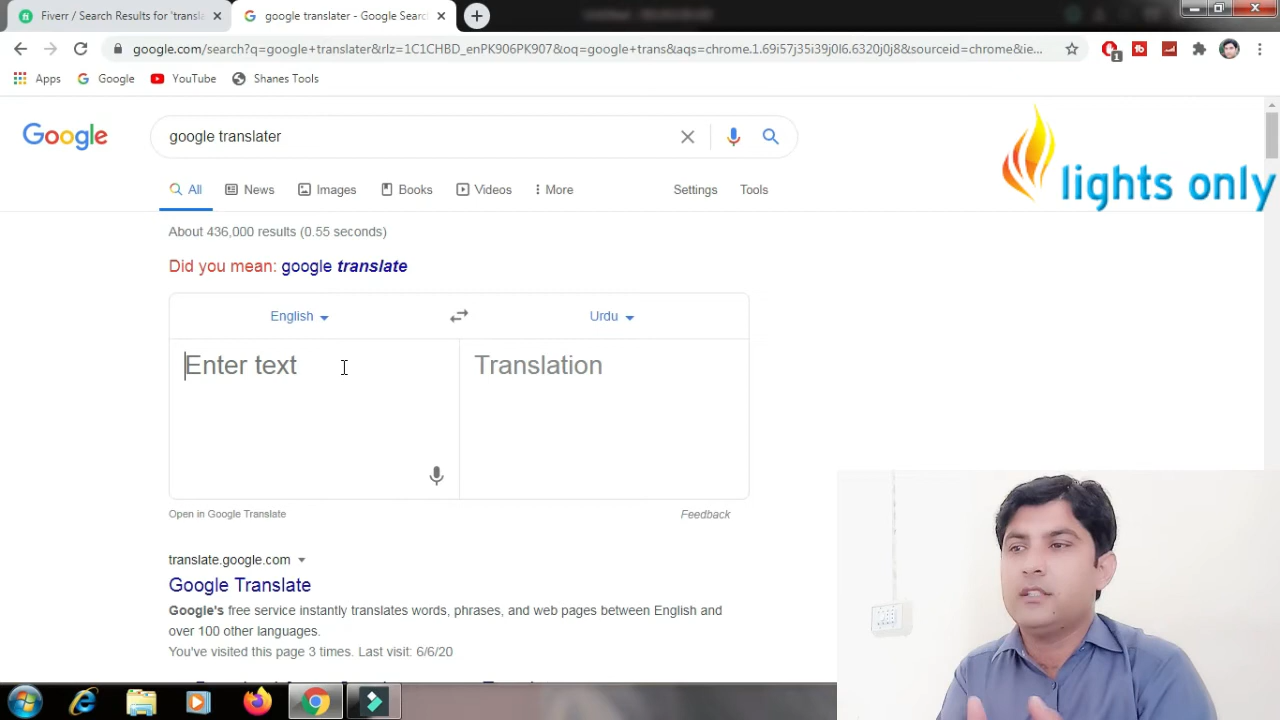 Fiverr / Search Results for 'transla
google translater - Google Sear
google.com/search?q=google+translater&rlz=1C1CHBD_enPK906PK907&oq=google+trans&aqs=chrome.1.69i57j35i39j0l6.6320j0j8&sourceid=chrome&ie...
1
Apps
Google
YouTube
Shanes Tools
Google
google translater
lights only
All
News
Images
Books
Videos
More
Settings
Tools
About 436,000 results (0.55 seconds)
Did you mean: google translate
English
Urdu
Enter text
Translation
Open in Google Translate
Feedback
translate.google.com
Google Translate
Google's free service instantly translates words, phrases, and web pages between English and
over 100 other languages.
You've visited this page 3 times. Last visit: 6/6/20